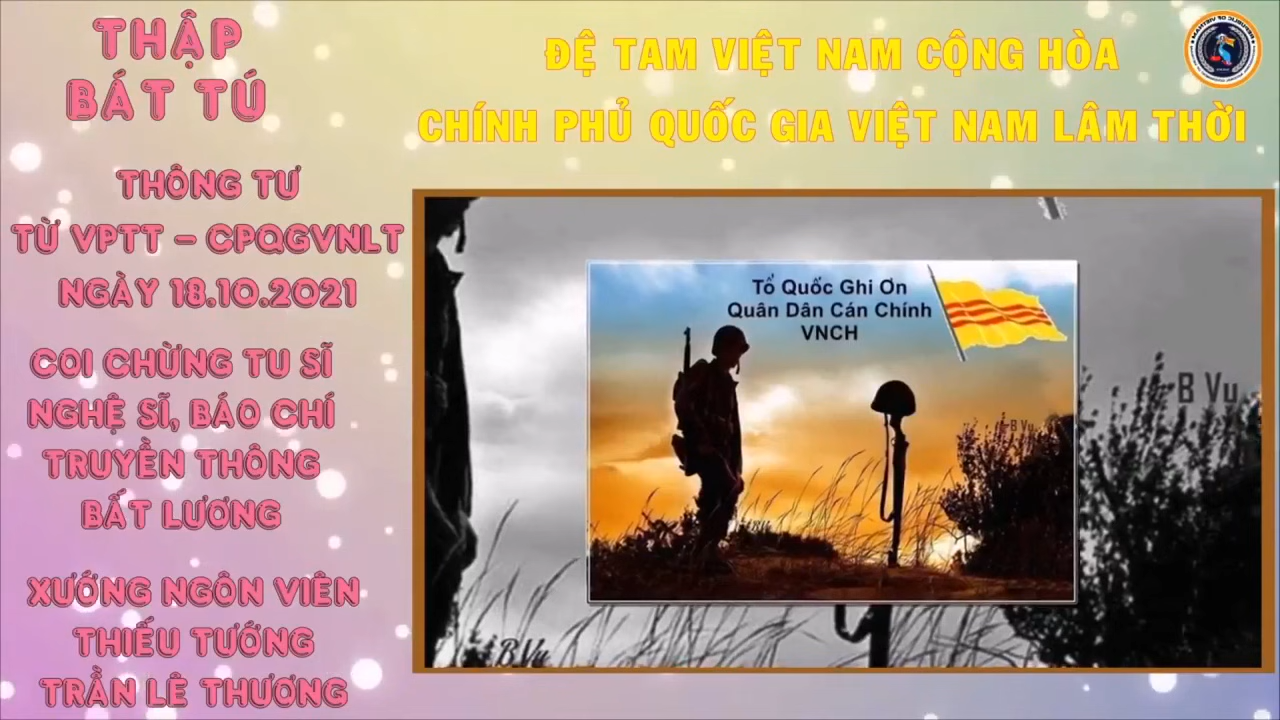 THẬP
BÁT TÚ
THÔNG TƯ
TỪ VPTT – CPQGVNLT
NGÀY 18.10.2021
COI CHỪNG TU SĨ
NGHỆ SĨ, BÁO CHÍ
TRUYỀN THÔNG
BẤT LƯƠNG
XƯỚNG NGÔN VIÊN
THIẾU TƯỚNG
TRẦN LÊ THƯƠNG
ĐỆ TAM VIỆT NAM CỘNG HÒA
CHÍNH PHỦ QUỐC GIA VIỆT NAM LÂM THỜI
Tổ Quốc Ghi Ơn
Quân Dân Cán Chính
VNCH
B Vu
B Vu
B Vu